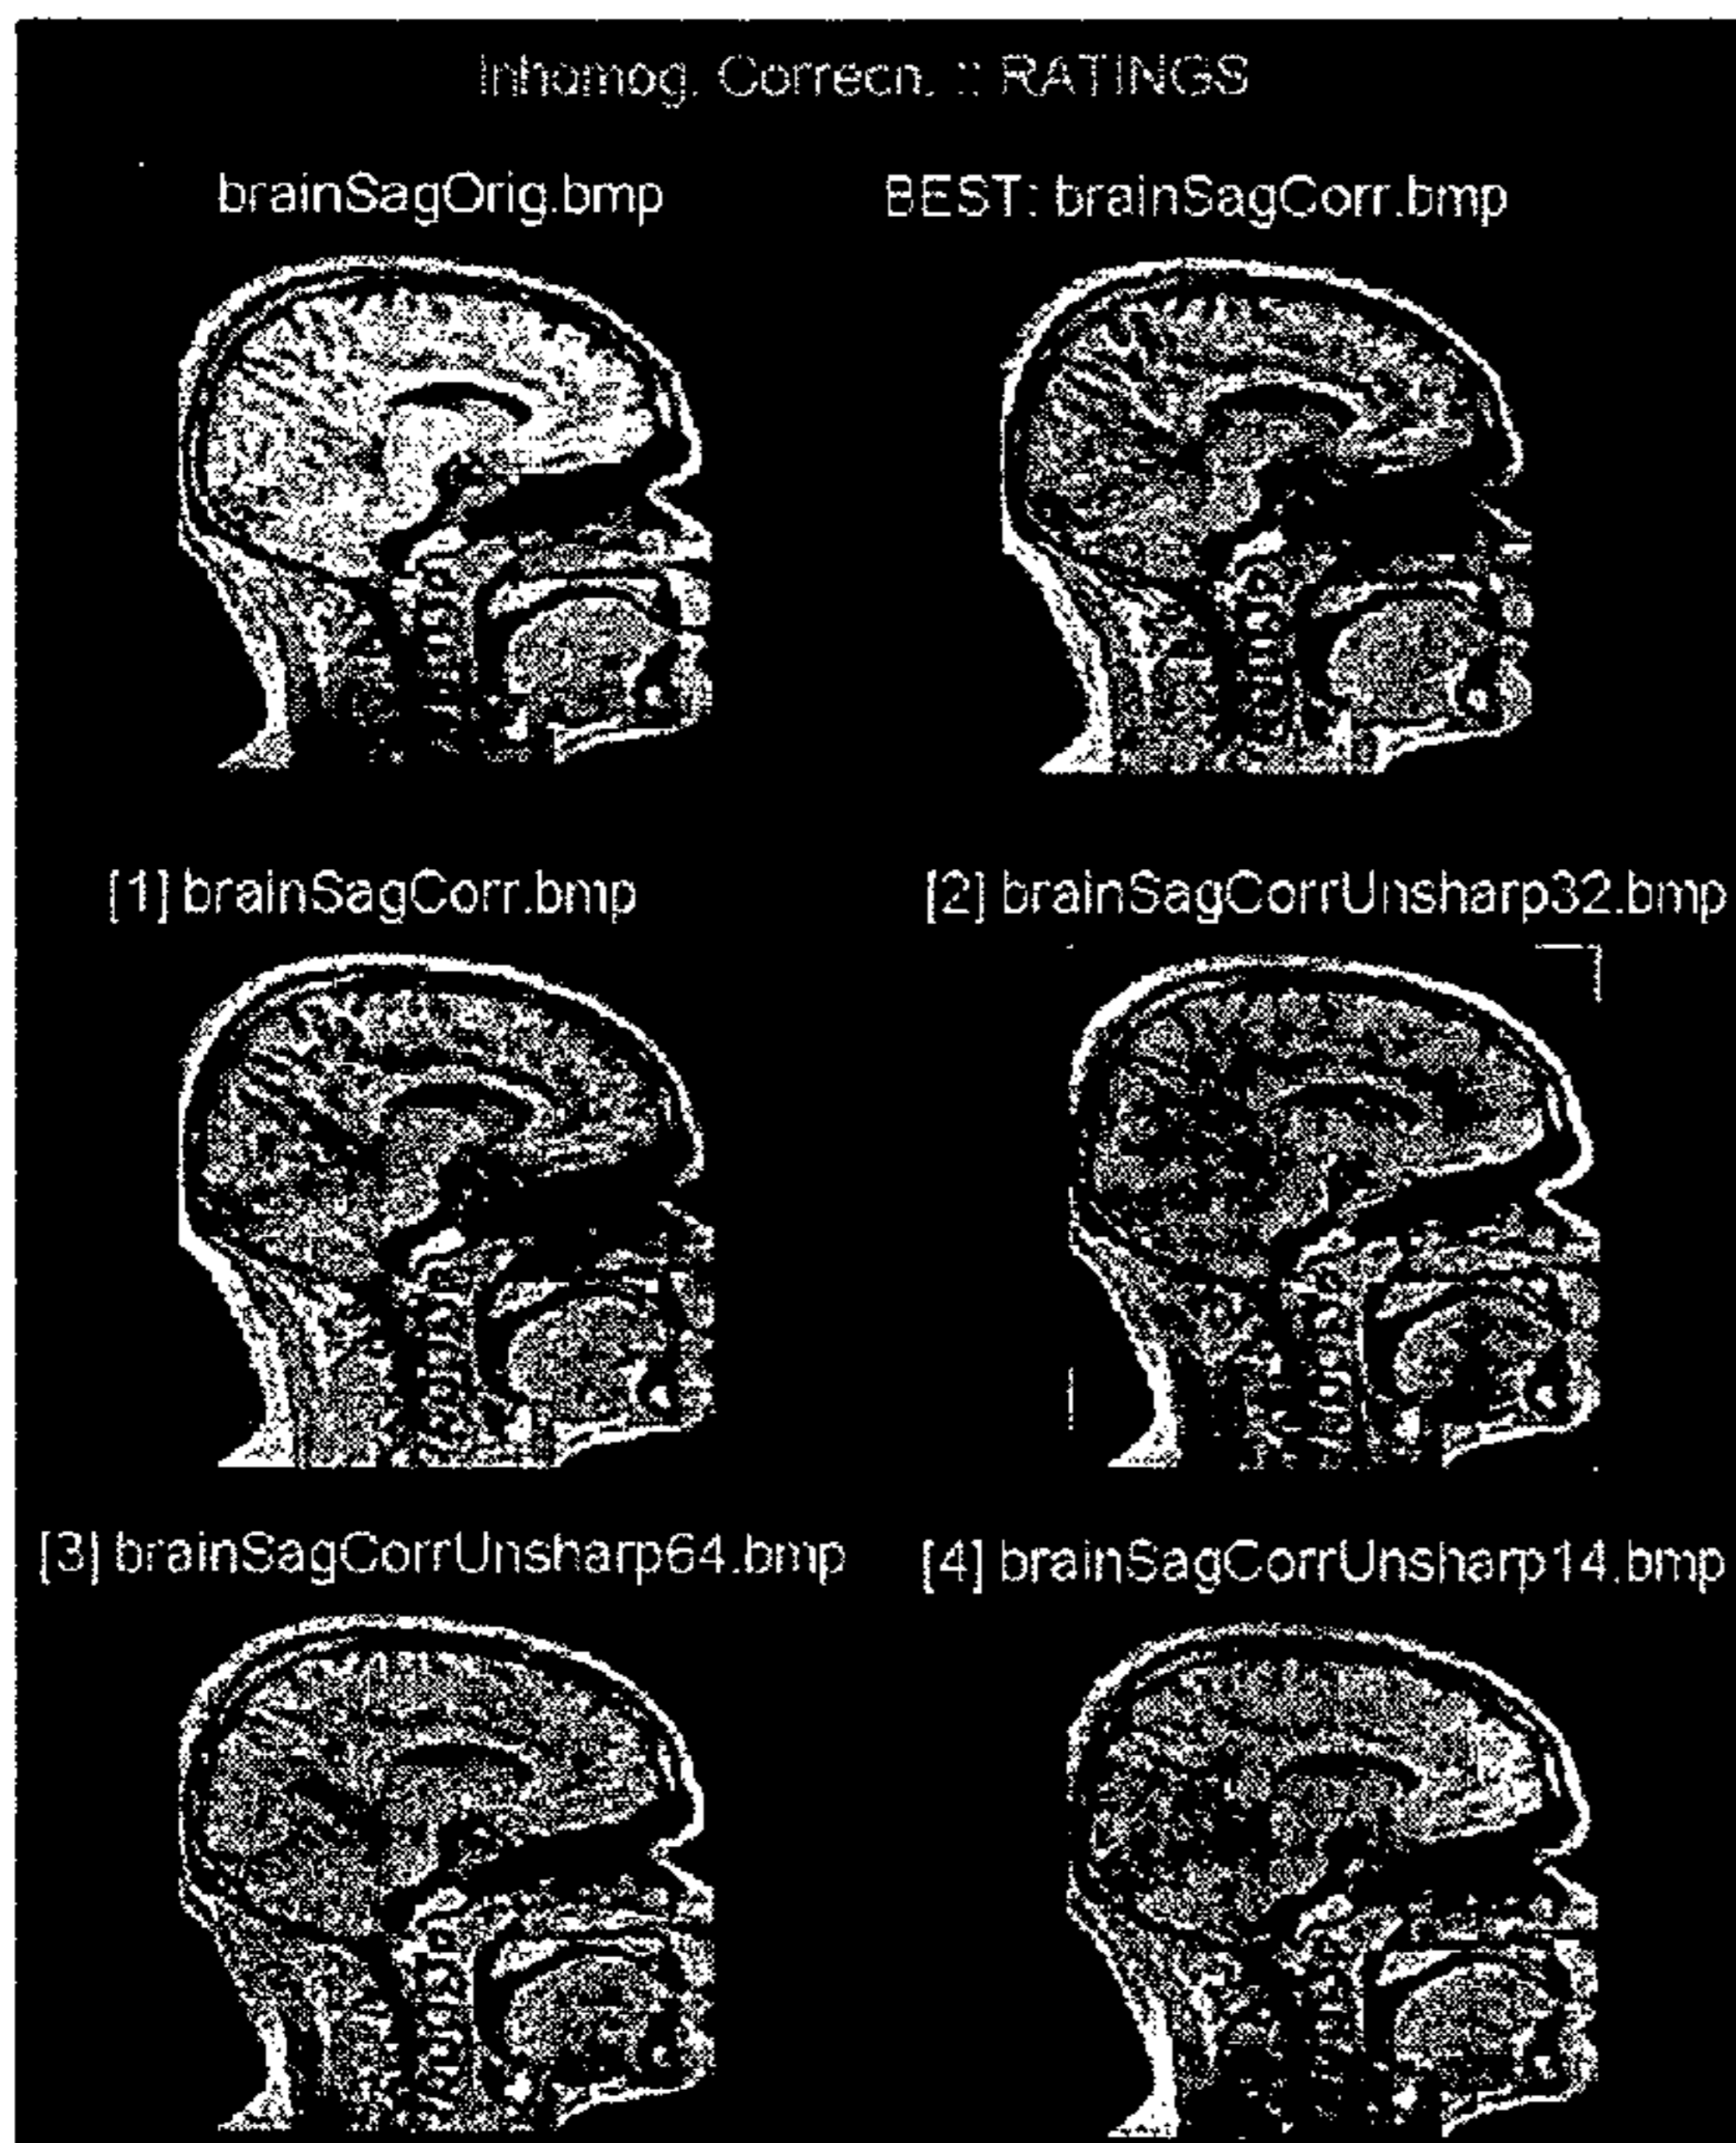 Inhomog. Correcn. :: RATINGS
brainSagOrig.bmp
BEST: brainSagCorr.bmp
[1] brainSagCorr.bmp
[2] brainSagCorrUnsharp32.bmp
[3] brainSagCorrUnsharp64.bmp
[4] brainSagCorrUnsharp14.bmp